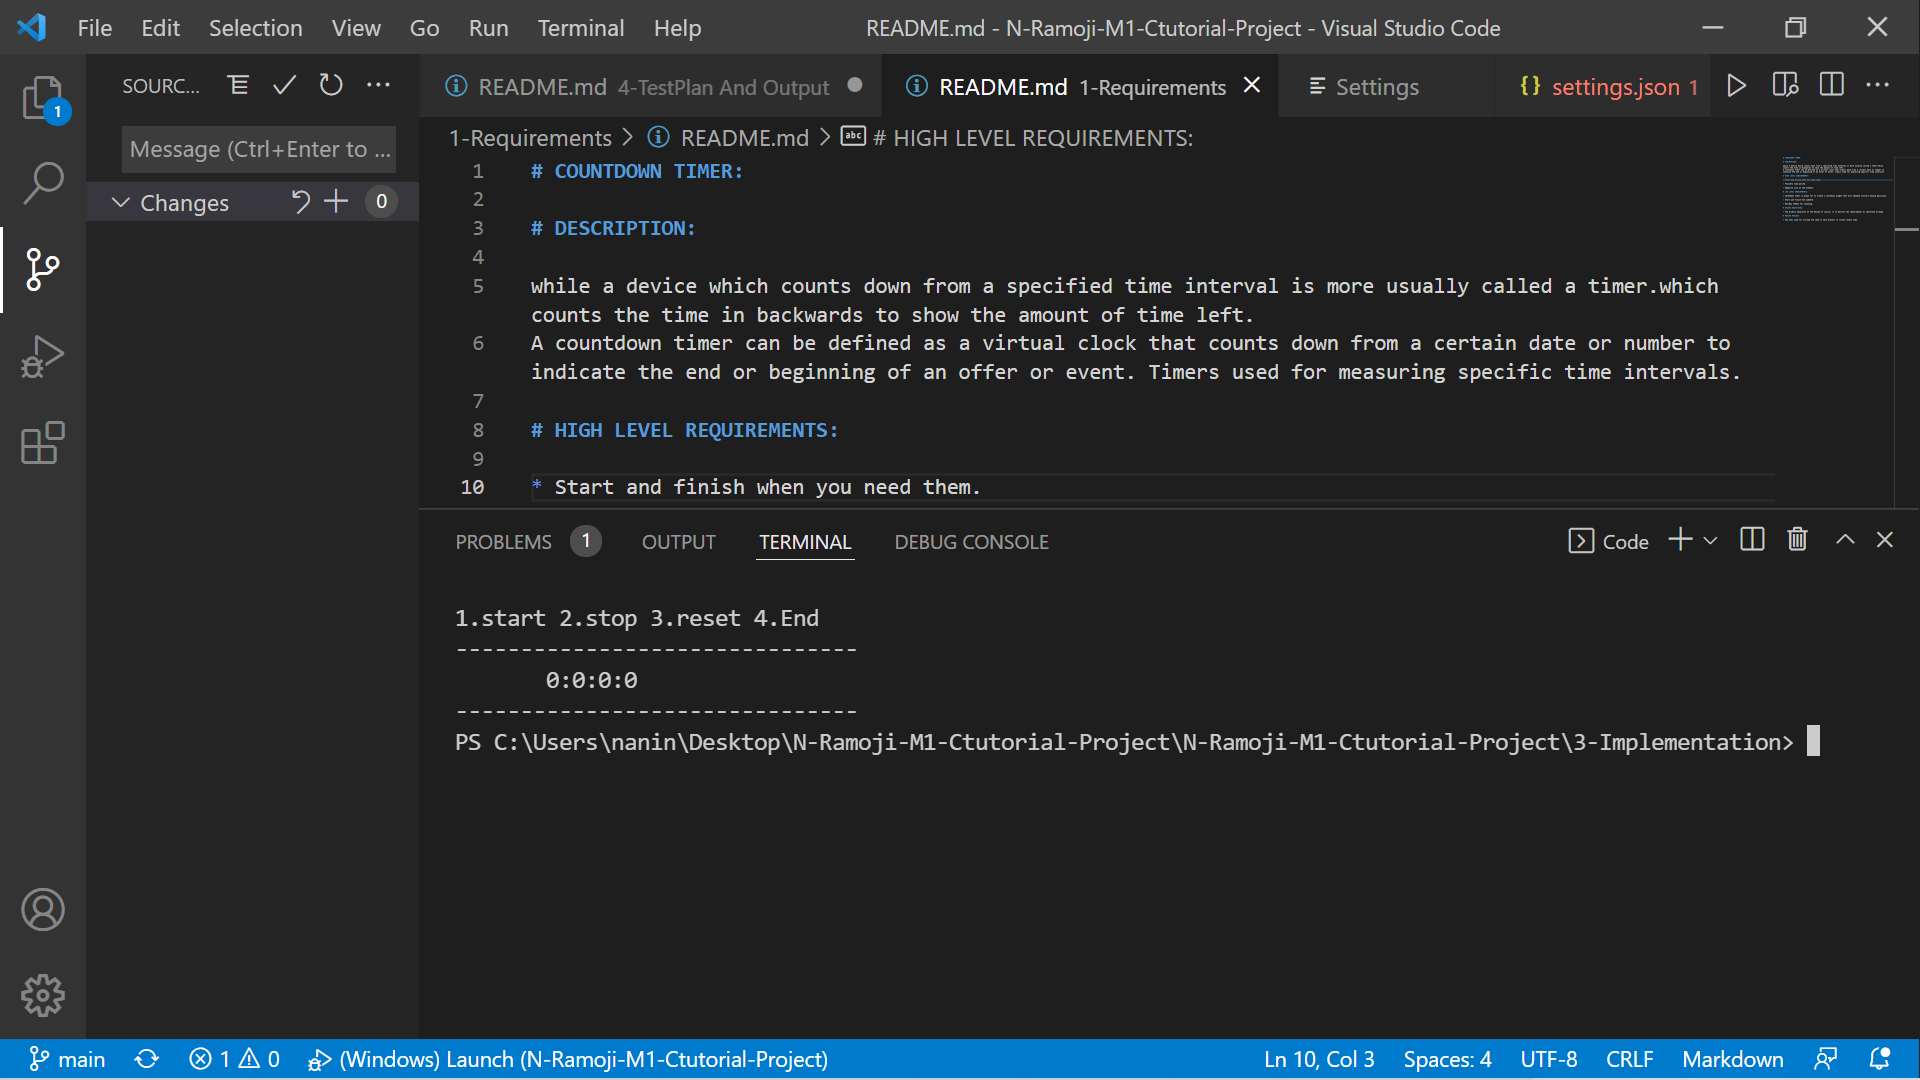 File Edit Selection View Go Run Terminal Help README.md - N-Ramoji-M1-Ctutorial-Project - Visual Studio Code
SOURC...
README.md 4-TestPlan And Output
README.md 1-Requirements
Settings
{} settings.json 1
1
Message (Ctrl+Enter to ...
1-Requirements > README.md > abc # HIGH LEVEL REQUIREMENTS:
Changes 0
1 # COUNTDOWN TIMER:
2
3 # DESCRIPTION:
4
5 while a device which counts down from a specified time interval is more usually called a timer.which
counts the time in backwards to show the amount of time left.
6 A countdown timer can be defined as a virtual clock that counts down from a certain date or number to
indicate the end or beginning of an offer or event. Timers used for measuring specific time intervals.
7
8 # HIGH LEVEL REQUIREMENTS:
9
10 * Start and finish when you need them.
PROBLEMS 1 OUTPUT TERMINAL DEBUG CONSOLE Code
1.start 2.stop 3.reset 4.End
-------------------------------
0:0:0:0
-------------------------------
PS C:\Users\nanin\Desktop\N-Ramoji-M1-Ctutorial-Project\N-Ramoji-M1-Ctutorial-Project\3-Implementation>
main 1 0 (Windows) Launch (N-Ramoji-M1-Ctutorial-Project) Ln 10, Col 3 Spaces: 4 UTF-8 CRLF Markdown